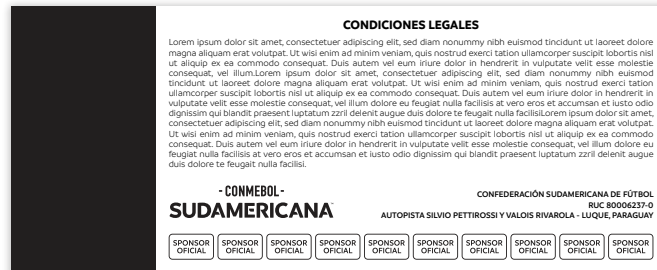 CONDICIONES LEGALES
Lorem ipsum dolor sit amet, consectetuer adipiscing elit, sed diam nonummy nibh euismod tincidunt ut laoreet dolore
magna aliquam erat volutpat. Ut wisi enim ad minim veniam, quis nostrud exerci tation ullamcorper suscipit lobortis nisl
ut aliquip ex ea commodo consequat. Duis autem vel eum iriure dolor in hendrerit in vulputate velit esse molestie
consequat, vel illum.Lorem ipsum dolor sit amet, consectetuer adipiscing elit, sed diam nonummy nibh euismod
tincidunt ut laoreet dolore magna aliquam erat volutpat. Ut wisi enim ad minim veniam, quis nostrud exerci tation
ullamcorper suscipit lobortis nisl ut aliquip ex ea commodo consequat. Duis autem vel eum iriure dolor in hendrerit in
vulputate velit esse molestie consequat, vel illum dolore eu feugiat nulla facilisis at vero eros et accumsan et iusto odio
dignissim qui blandit praesent luptatum zzril delenit augue duis dolore te feugait nulla facilisiLorem ipsum dolor sit amet,
consectetuer adipiscing elit, sed diam nonummy nibh euismod tincidunt ut laoreet dolore magna aliquam erat volutpat.
Ut wisi enim ad minim veniam, quis nostrud exerci tation ullamcorper suscipit lobortis nisl ut aliquip ex ea commodo
consequat. Duis autem vel eum iriure dolor in hendrerit in vulputate velit esse molestie consequat, vel illum dolore eu
feugiat nulla facilisis at vero eros et accumsan et iusto odio dignissim qui blandit praesent luptatum zzril delenit augue
duis dolore te feugait nulla facilisi.
- CONMEBOL -
SUDAMERICANA
CONFEDERACIÓN SUDAMERICANA DE FÚTBOL
RUC 80006237-0
AUTOPISTA SILVIO PETTIROSSI Y VALOIS RIVAROLA - LUQUE, PARAGUAY
SPONSOR OFICIAL
SPONSOR OFICIAL
SPONSOR OFICIAL
SPONSOR OFICIAL
SPONSOR OFICIAL
SPONSOR OFICIAL
SPONSOR OFICIAL
SPONSOR OFICIAL
SPONSOR OFICIAL
SPONSOR OFICIAL